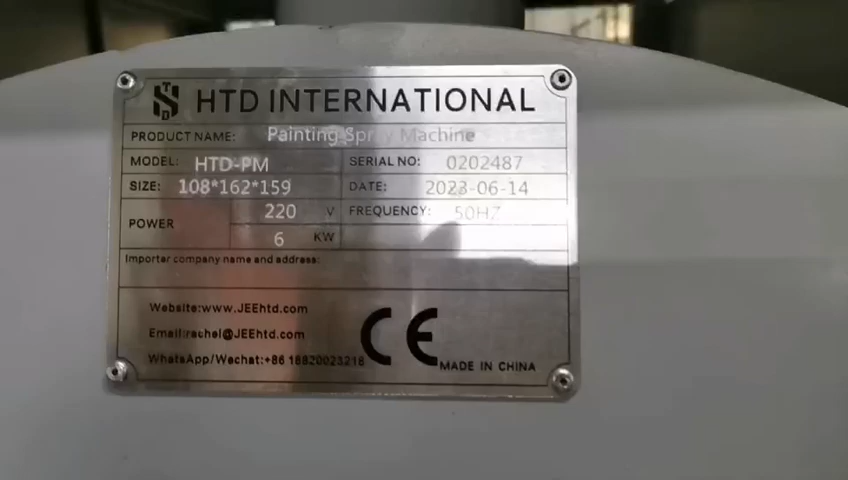 HTD INTERNATIONAL
PRODUCT NAME: Painting Spray Machine
MODEL: HTD-PM SERIAL NO: 0202487
SIZE: 108*162*159 DATE: 2023-06-14
POWER 220 V FREQUENCY: 50HZ
6 KW
Importer company name and address:
Website:www.JEEhtd.com
Email:rachel@JEEhtd.com
WhatsApp/Wechat:+86 18820023218
CE
MADE IN CHINA